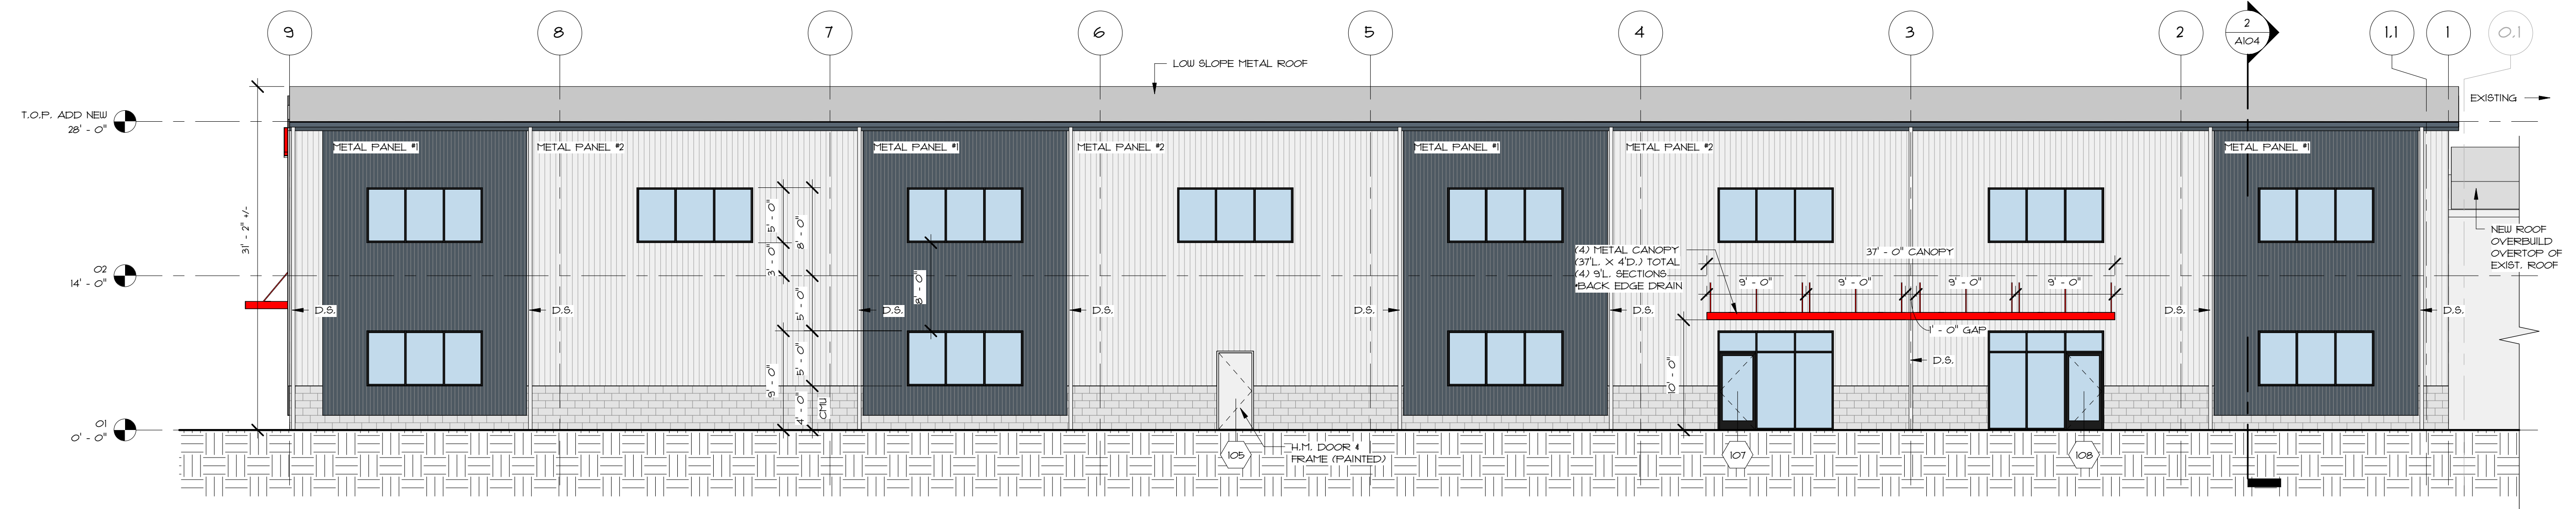 9 8 7 6 5 4 3 2 2 1.1 1 0.1
A104
LOW SLOPE METAL ROOF
EXISTING
T.O.P. ADD NEW
28' - 0"
METAL PANEL #1
METAL PANEL #2
METAL PANEL #1
METAL PANEL #2
METAL PANEL #1
METAL PANEL #2
METAL PANEL #1
31' - 2" +/-
5' - 0"
8' - 0"
3' - 0"
8' - 0"
5' - 0"
9' - 0"
5' - 0"
4' - 0"
CMU
02
14' - 0"
(4) METAL CANOPY
(37'L. X 4'D.) TOTAL
(4) 9'L. SECTIONS
*BACK EDGE DRAIN
37' - 0" CANOPY
9' - 0"
9' - 0"
9' - 0"
9' - 0"
1' - 0" GAP
10' - 0"
NEW ROOF
OVERBUILD
OVERTOP OF
EXIST. ROOF
D.S.
D.S.
D.S.
D.S.
D.S.
D.S.
D.S.
D.S.
D.S.
01
0' - 0"
105
H.M. DOOR &
FRAME (PAINTED)
107
108